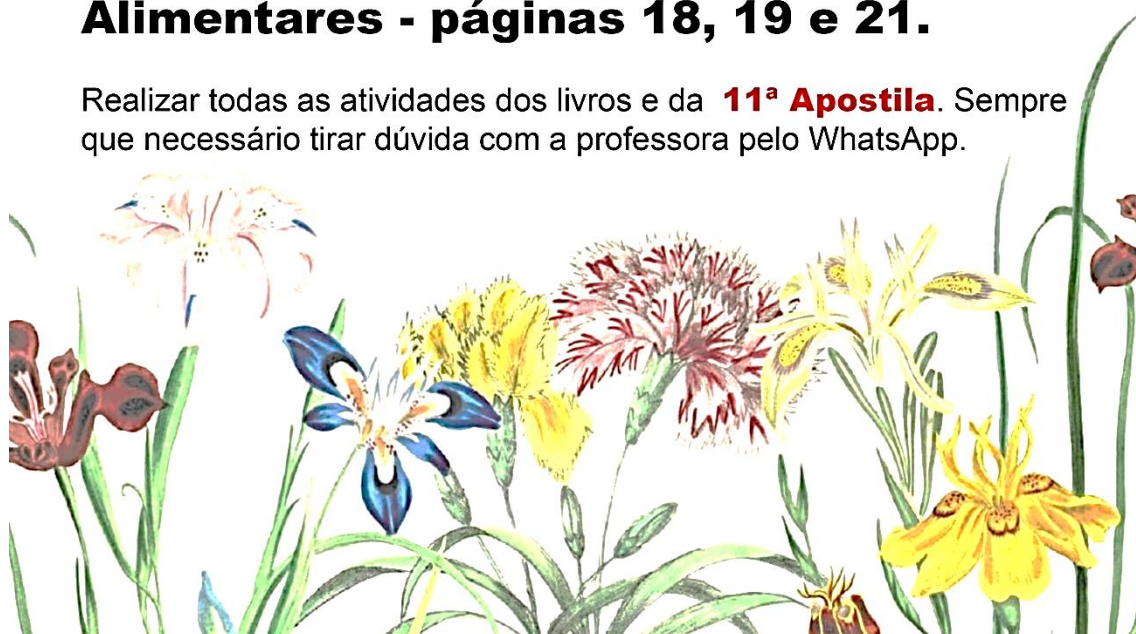 Alimentares - páginas 18, 19 e 21.
Realizar todas as atividades dos livros e da 11ª Apostila. Sempre
que necessário tirar dúvida com a professora pelo WhatsApp.